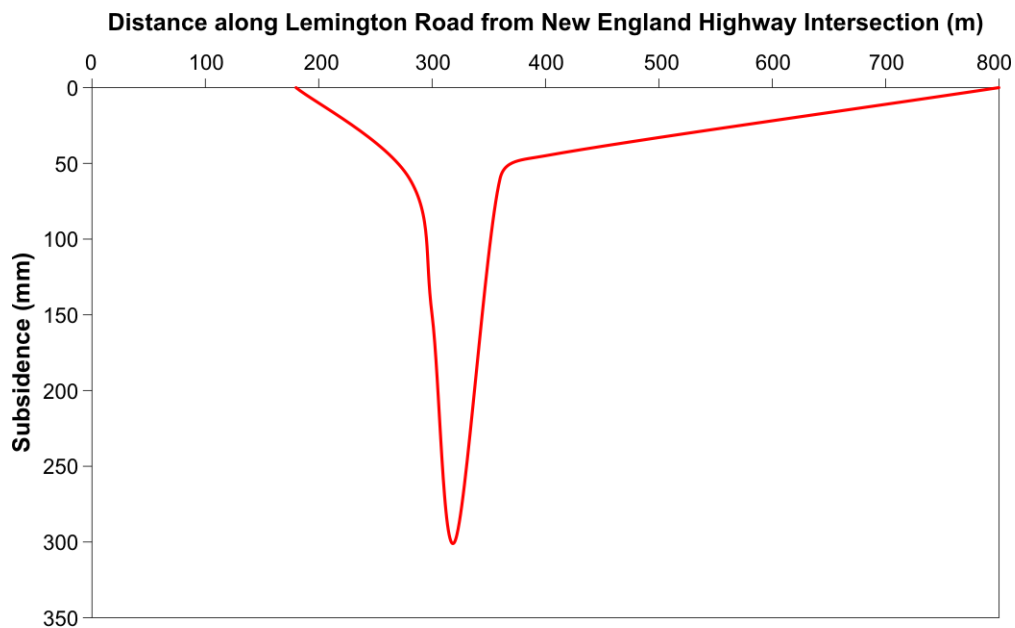 Distance along Lemington Road from New England Highway Intersection (m)
0 100 200 300 400 500 600 700 800
0
50
100
150
200
250
300
350
Subsidence (mm)